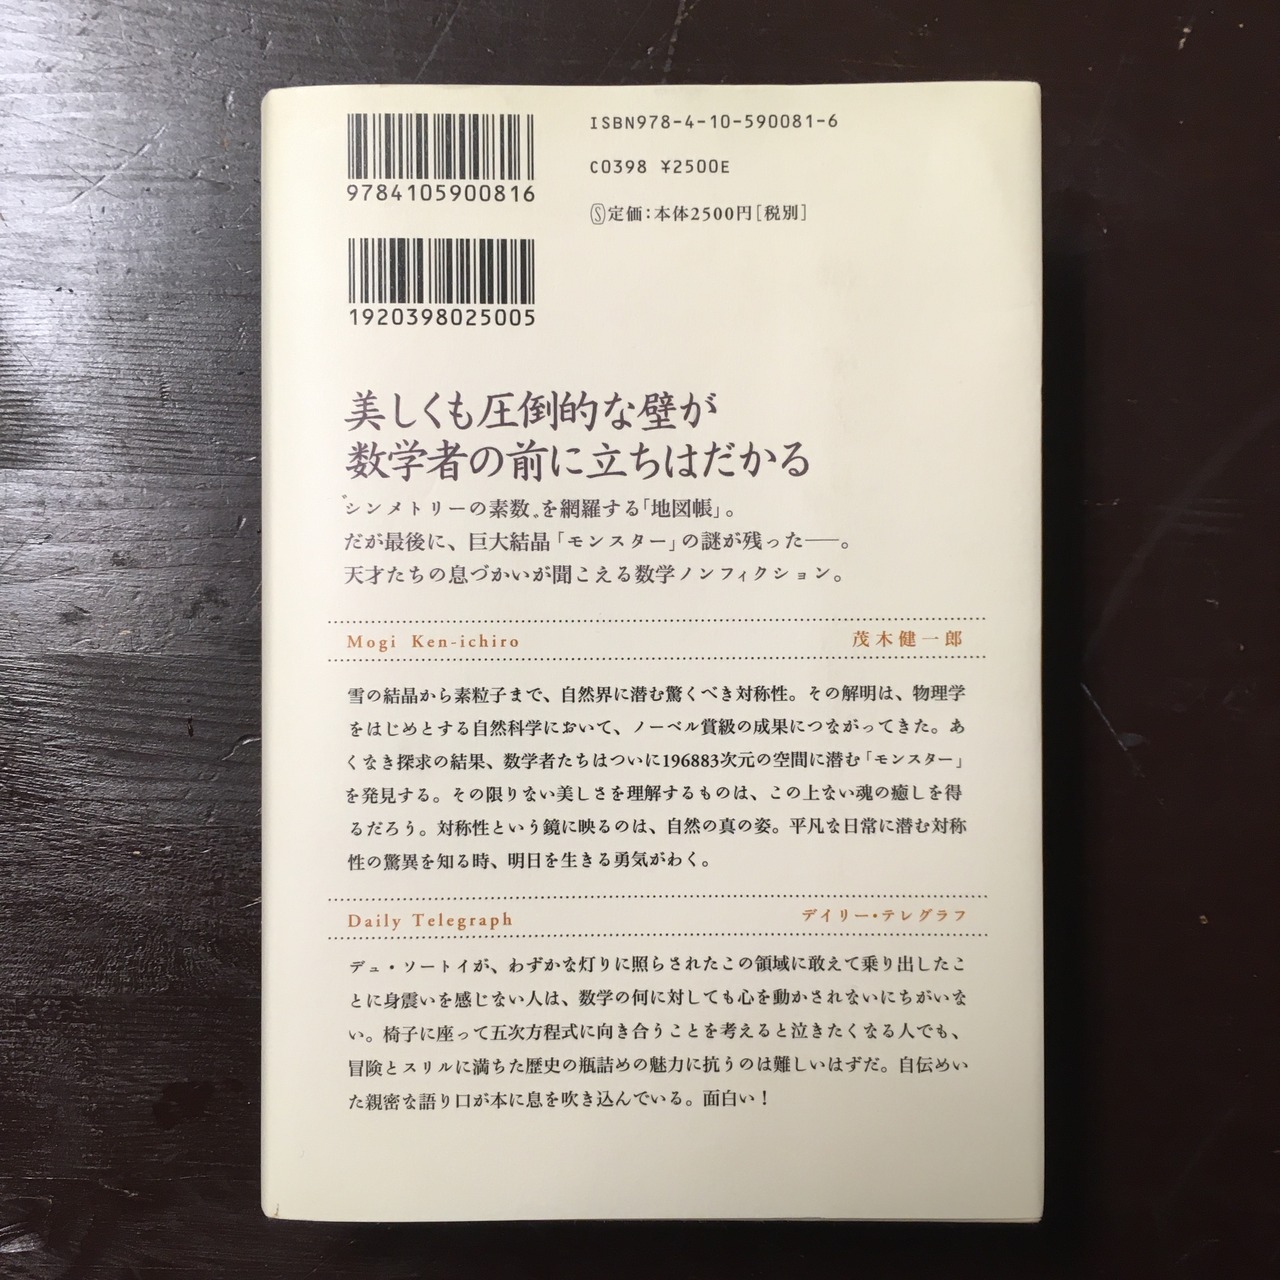 ISBN978-4-10-590081-6
C0398 ¥2500E
Ⓢ定価：本体2500円［税別］
9784105900816
1920398025005
美しくも圧倒的な壁が
数学者の前に立ちはだかる
〝シンメトリーの素数〟を網羅する「地図帳」。
だが最後に、巨大結晶「モンスター」の謎が残った――。
天才たちの息づかいが聞こえる数学ノンフィクション。
Mogi Ken-ichiro 茂木健一郎
雪の結晶から素粒子まで、自然界に潜む驚くべき対称性。その解明は、物理学
をはじめとする自然科学において、ノーベル賞級の成果につながってきた。あ
くなき探求の結果、数学者たちはついに196883次元の空間に潜む「モンスター」
を発見する。その限りない美しさを理解するものは、この上ない魂の癒しを得
るだろう。対称性という鏡に映るのは、自然の真の姿。平凡な日常に潜む対称
性の驚異を知る時、明日を生きる勇気がわく。
Daily Telegraph デイリー・テレグラフ
デュ・ソートイが、わずかな灯りに照らされたこの領域に敢えて乗り出したこ
とに身震いを感じない人は、数学の何に対しても心を動かされないにちがいな
い。椅子に座って五次方程式に向き合うことを考えると泣きたくなる人でも、
冒険とスリルに満ちた歴史の瓶詰めの魅力に抗うのは難しいはずだ。自伝めい
た親密な語り口が本に息を吹き込んでいる。面白い！